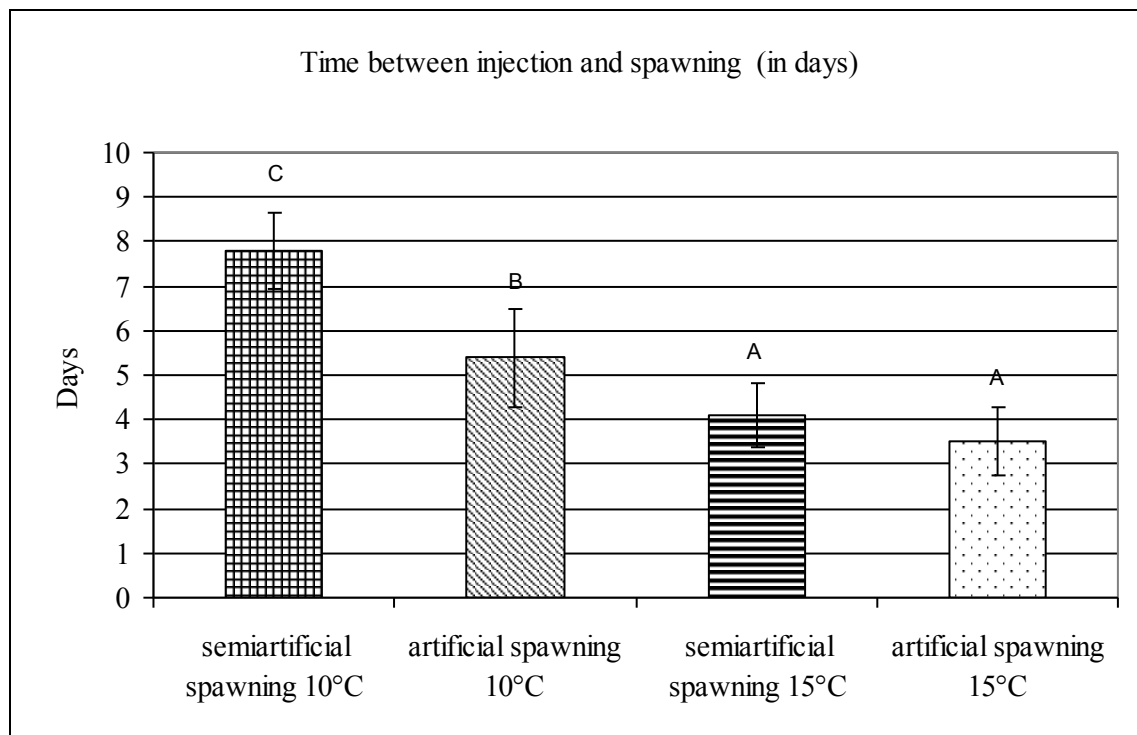 Time between injection and spawning (in days)
Days
10
9
8
7
6
5
4
3
2
1
0
C
B
A
A
semiartificial
spawning 10°C
artificial spawning
10°C
semiartificial
spawning 15°C
artificial spawning
15°C